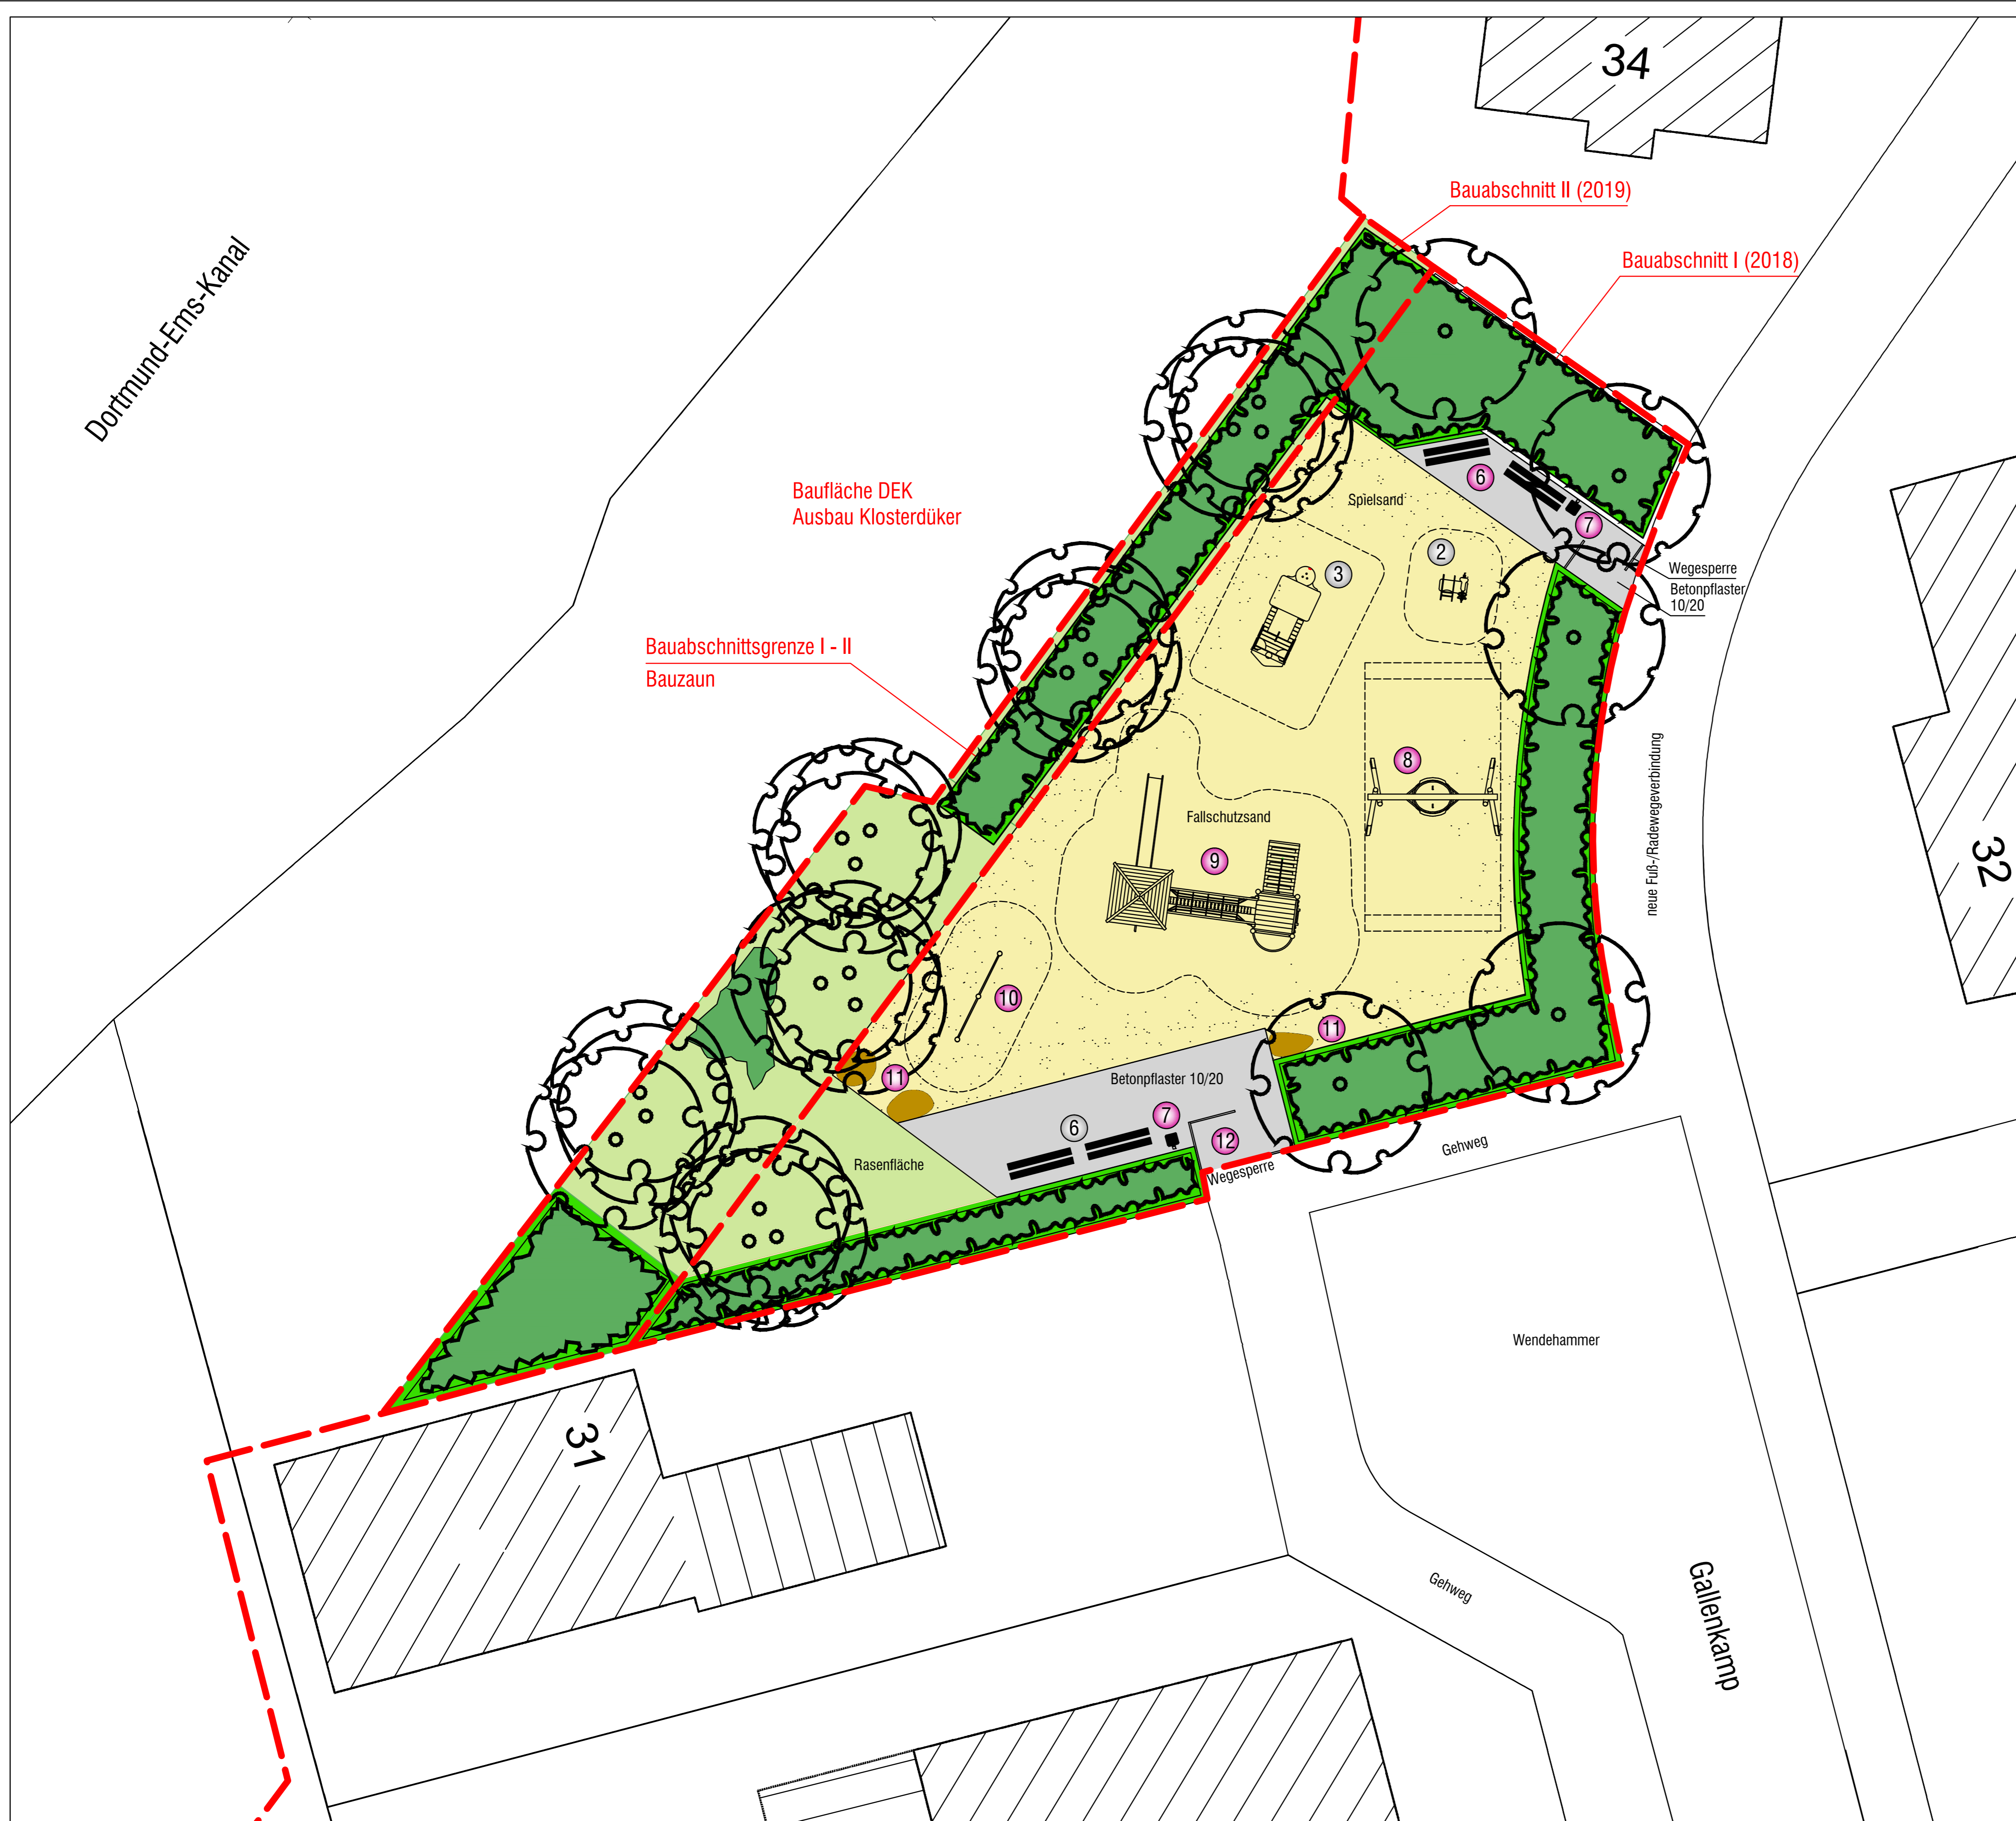 34
Bauabschnitt II (2019)
Bauabschnitt I (2018)
Dortmund-Ems-Kanal
Baufläche DEK
Ausbau Klosterdüker
6
Spielsand
7
2
3
Wegesperre
Betonpflaster
10/20
Bauabschnittsgrenze I - II
Bauzaun
8
neue Fuß-/Radewegeverbindung
Fallschutzsand
9
32
10
11
11
Betonpflaster 10/20
7
6
12
Gehweg
Rasenfläche
Wegesperre
Wendehammer
31
Gehweg
Gallenkamp